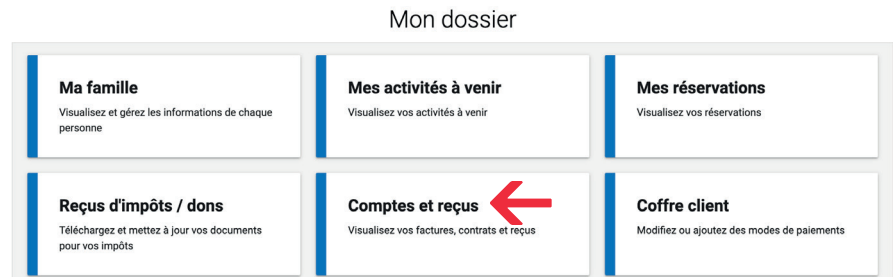 Mon dossier
Ma famille
Visualisez et gérez les informations de chaque
personne
Mes activités à venir
Visualisez vos activités à venir
Mes réservations
Visualisez vos réservations
Reçus d'impôts / dons
Téléchargez et mettez à jour vos documents
pour vos impôts
Comptes et reçus
Visualisez vos factures, contrats et reçus
Coffre client
Modifiez ou ajoutez des modes de paiements